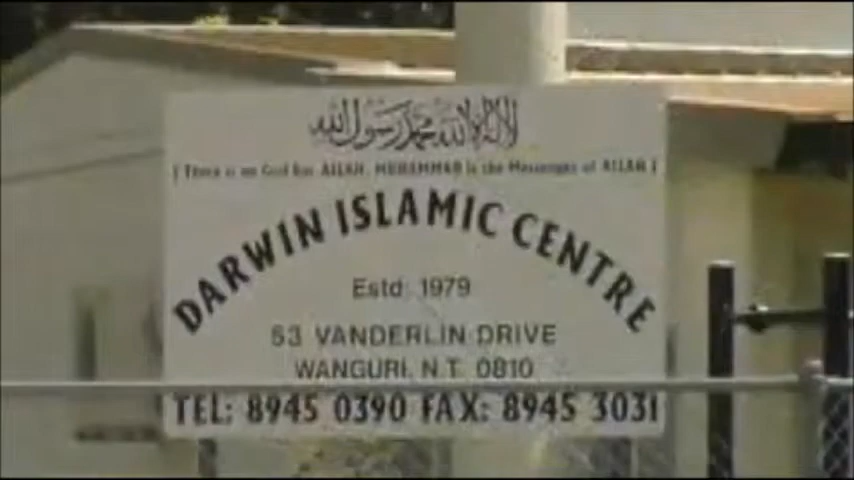 لا إله إلا الله محمد رسول الله
( There is no God but ALLAH, MUHAMMAD is the Messenger of ALLAH )
DARWIN ISLAMIC CENTRE
Estd: 1979
53 VANDERLIN DRIVE
WANGURI. N.T. 0810
TEL: 8945 0390 FAX: 8945 3031